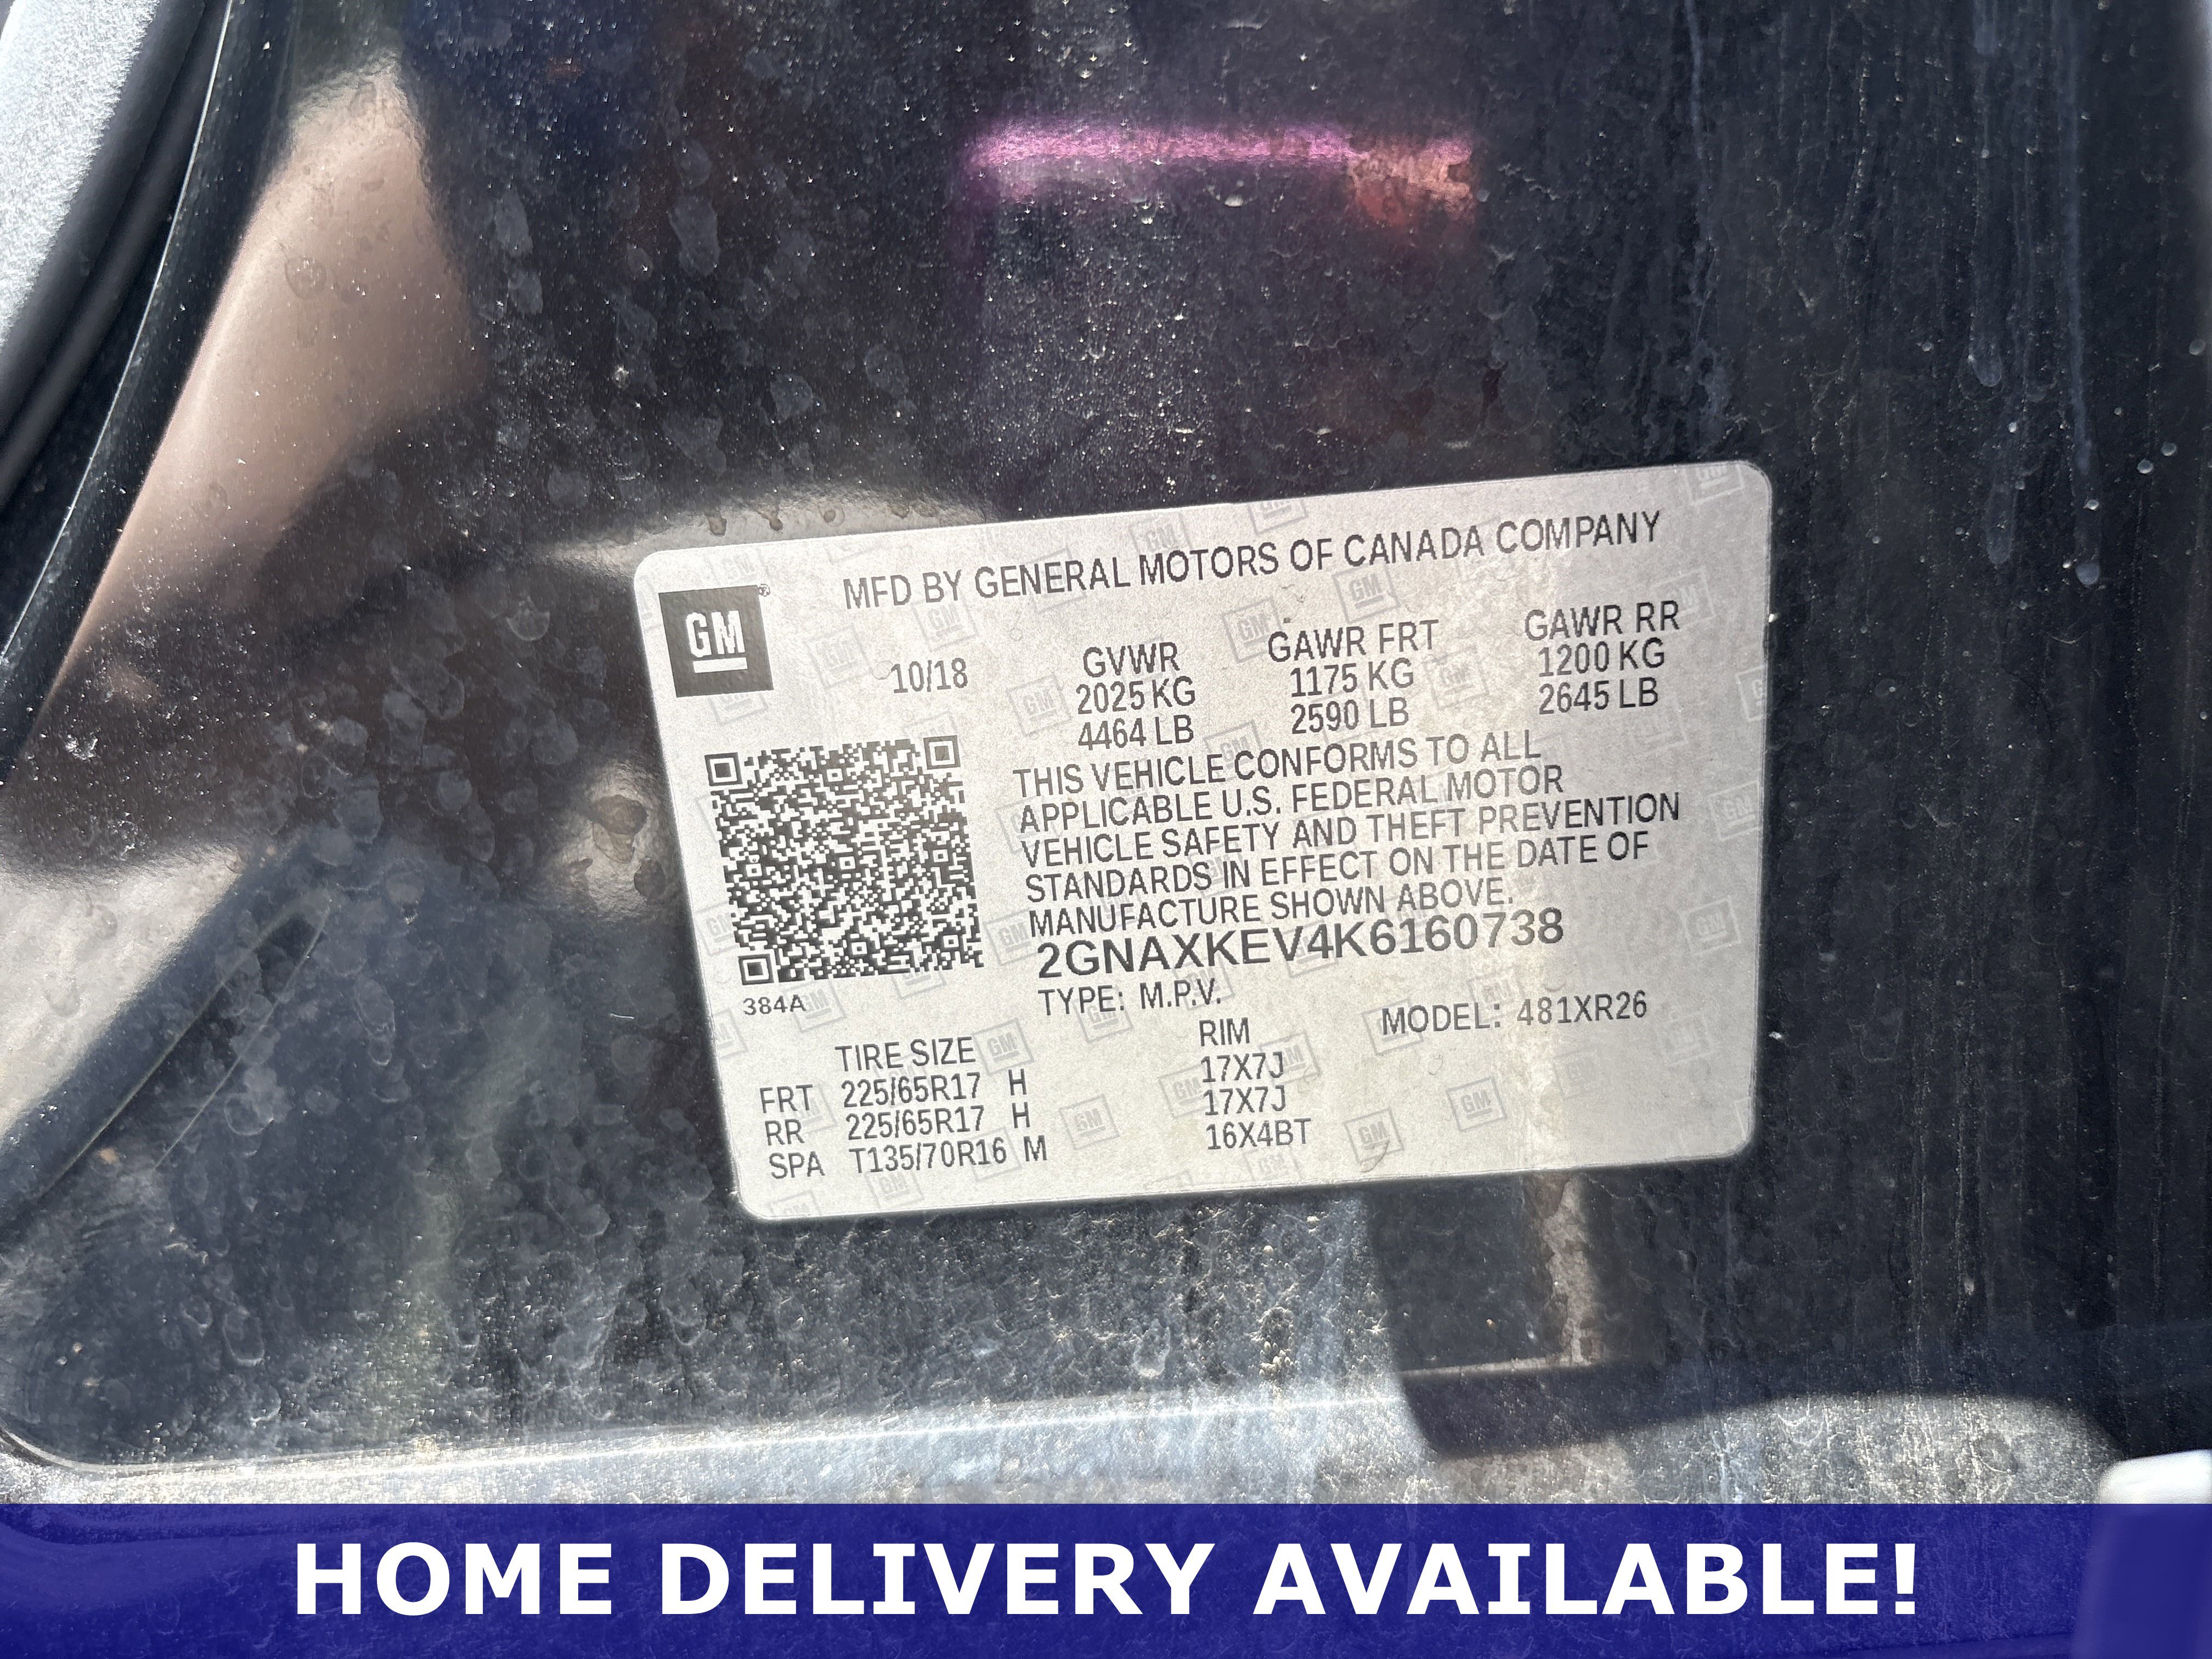 MFD BY GENERAL MOTORS OF CANADA COMPANY
GM
10/18
GVWR
2025 KG
4464 LB
GAWR FRT
1175 KG
2590 LB
GAWR RR
1200 KG
2645 LB
THIS VEHICLE CONFORMS TO ALL
APPLICABLE U.S. FEDERAL MOTOR
VEHICLE SAFETY AND THEFT PREVENTION
STANDARDS IN EFFECT ON THE DATE OF
MANUFACTURE SHOWN ABOVE.
2GNAXKEV4K6160738
384A
TYPE: M.P.V.
MODEL: 481XR26
TIRE SIZE RIM
FRT 225/65R17 H 17X7J
RR 225/65R17 H 17X7J
SPA T135/70R16 M 16X4BT
HOME DELIVERY AVAILABLE!